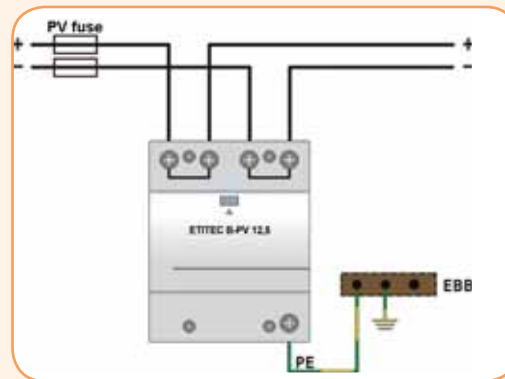 PV fuse
+ +
- -
ETITEC B-PV 12,5
EBB
PE